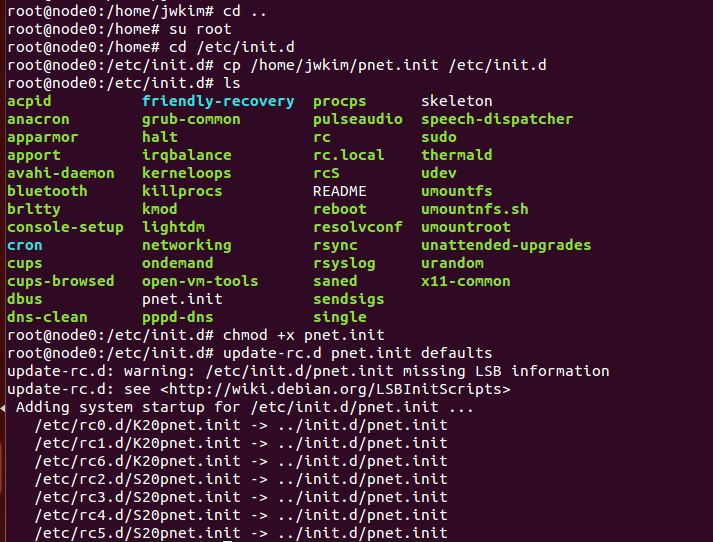 root@node0:/home/jwkim# cd ..
root@node0:/home# su root
root@node0:/home# cd /etc/init.d
root@node0:/etc/init.d# cp /home/jwkim/pnet.init /etc/init.d
root@node0:/etc/init.d# ls
acpid friendly-recovery procps skeleton
anacron grub-common pulseaudio speech-dispatcher
apparmor halt rc sudo
apport irqbalance rc.local thermald
avahi-daemon kerneloops rcS udev
bluetooth killprocs README umountfs
brltty kmod reboot umountnfs.sh
console-setup lightdm resolvconf umountroot
cron networking rsync unattended-upgrades
cups ondemand rsyslog urandom
cups-browsed open-vm-tools saned x11-common
dbus pnet.init sendsigs
dns-clean pppd-dns single
root@node0:/etc/init.d# chmod +x pnet.init
root@node0:/etc/init.d# update-rc.d pnet.init defaults
update-rc.d: warning: /etc/init.d/pnet.init missing LSB information
update-rc.d: see <http://wiki.debian.org/LSBInitScripts>
Adding system startup for /etc/init.d/pnet.init ...
/etc/rc0.d/K20pnet.init -> ../init.d/pnet.init
/etc/rc1.d/K20pnet.init -> ../init.d/pnet.init
/etc/rc6.d/K20pnet.init -> ../init.d/pnet.init
/etc/rc2.d/S20pnet.init -> ../init.d/pnet.init
/etc/rc3.d/S20pnet.init -> ../init.d/pnet.init
/etc/rc4.d/S20pnet.init -> ../init.d/pnet.init
/etc/rc5.d/S20pnet.init -> ../init.d/pnet.init